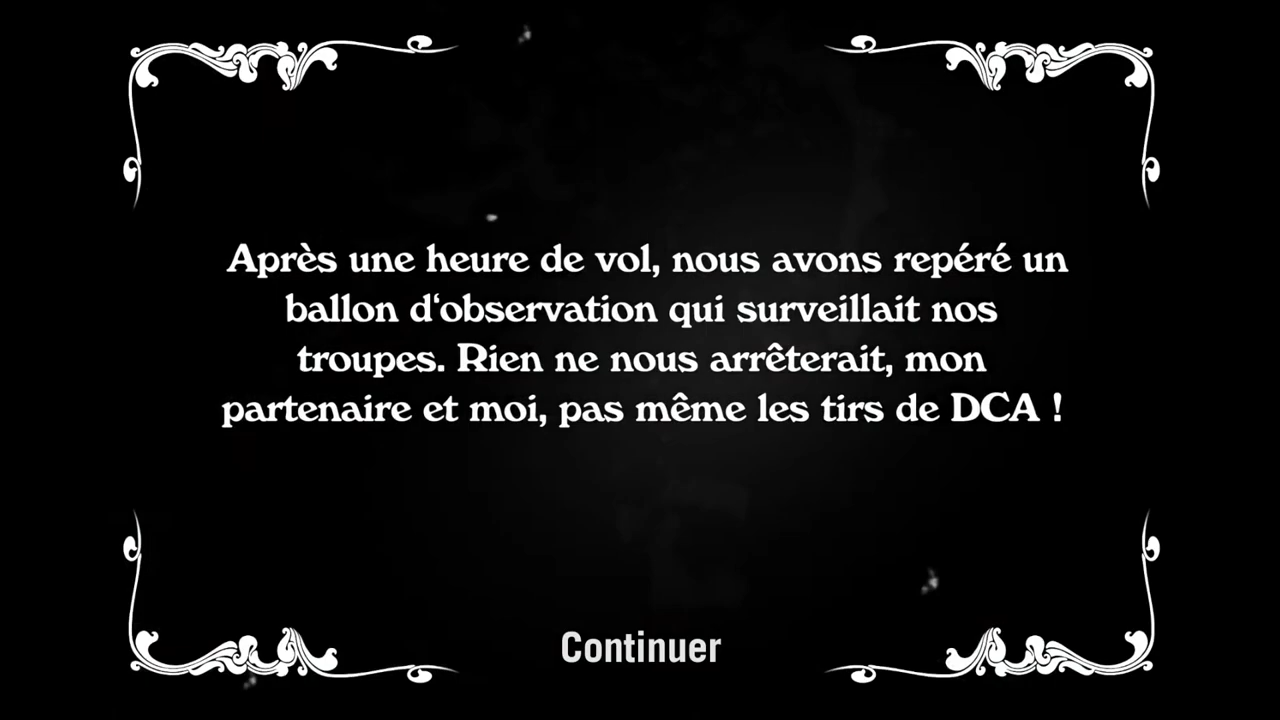 Après une heure de vol, nous avons repéré un
ballon d‘observation qui surveillait nos
troupes. Rien ne nous arrêterait, mon
partenaire et moi, pas même les tirs de DCA !
Continuer